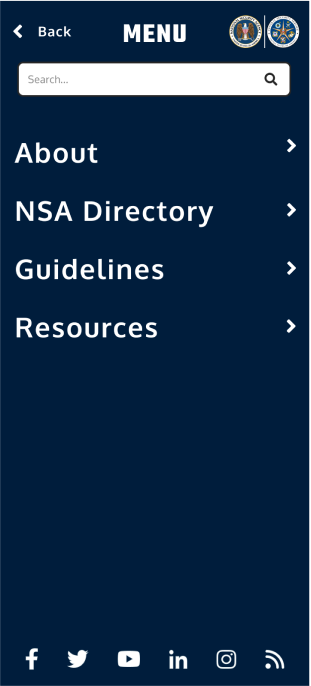 Back
MENU
Search...
About
NSA Directory
Guidelines
Resources